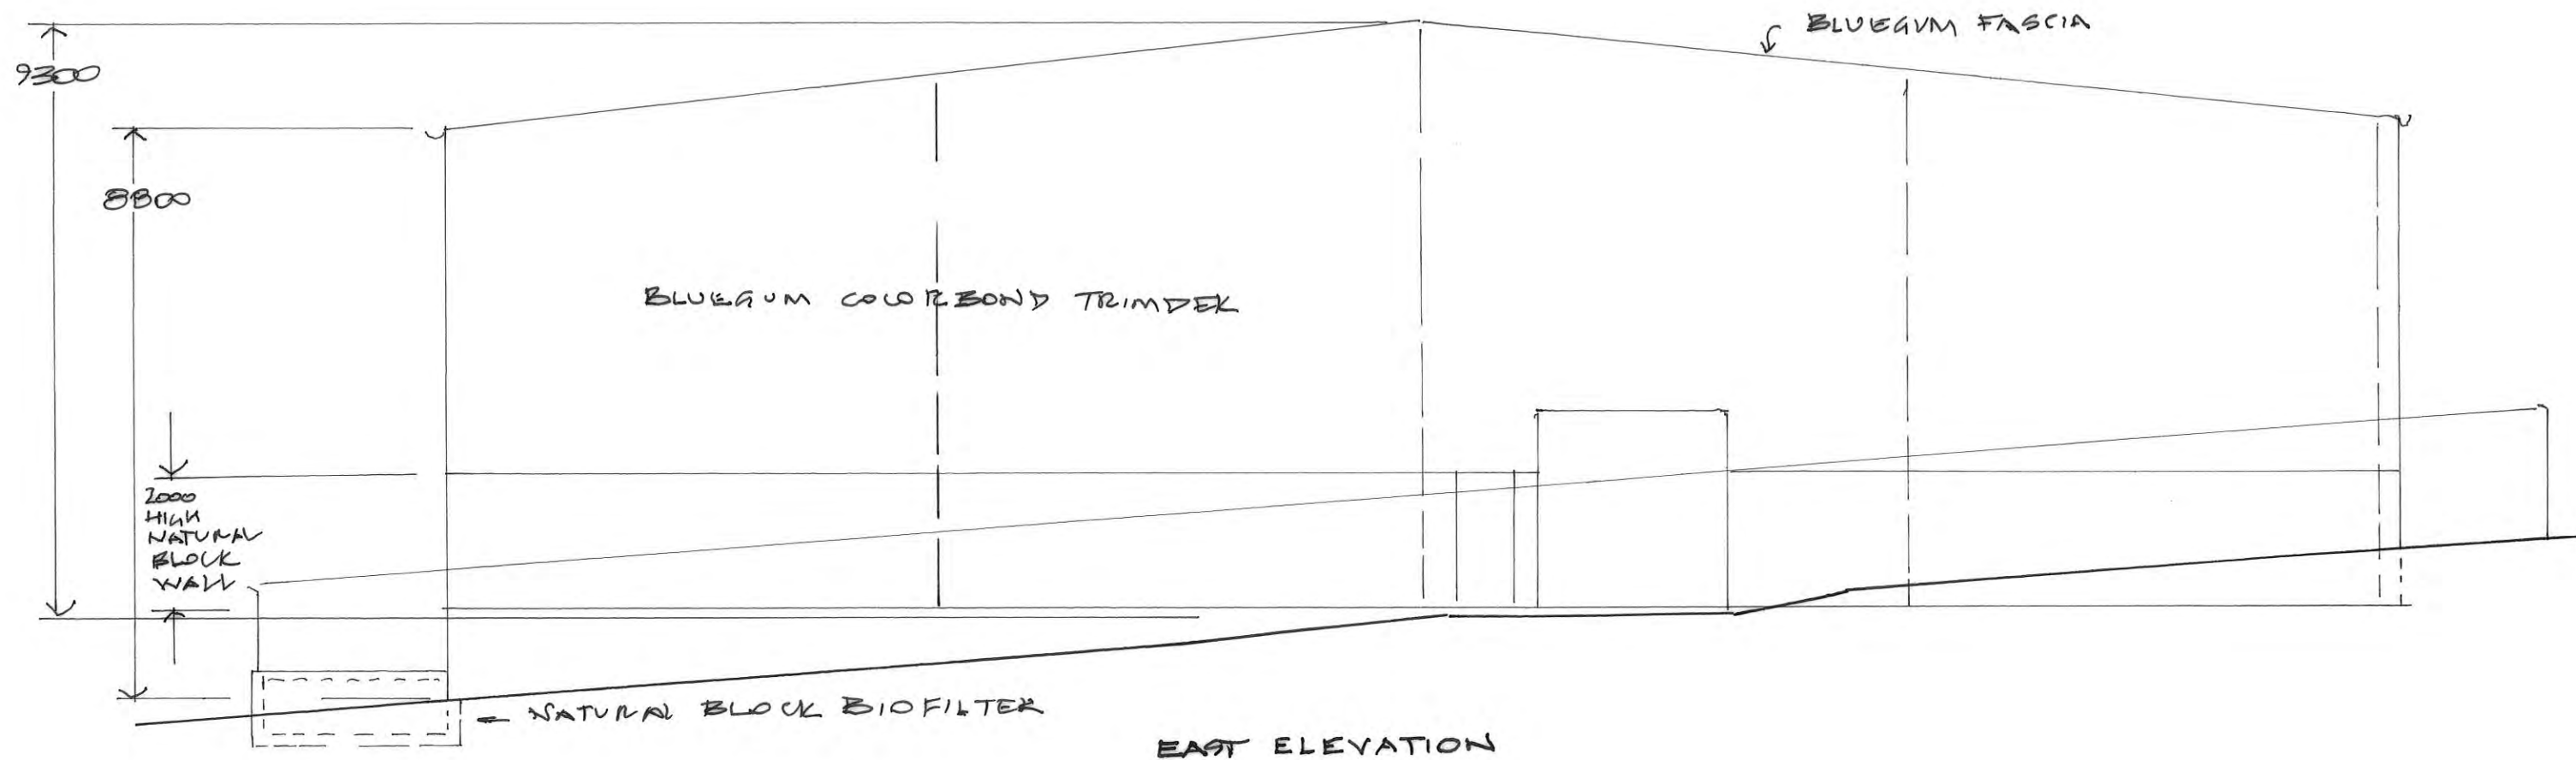 BLUEGUM FASCIA
9300
8800
BLUEGUM COLORBOND TRIMDEK
2000
HIGH
NATURAL
BLOCK
WALL
NATURAL BLOCK BIOFILTER
EAST ELEVATION